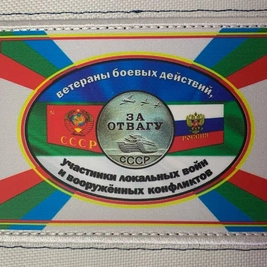 ветераны боевых действий,
ЗА
ОТВАГУ
СССР
СССР
РОССИЯ
участники локальных войн
и вооружённых конфликтов